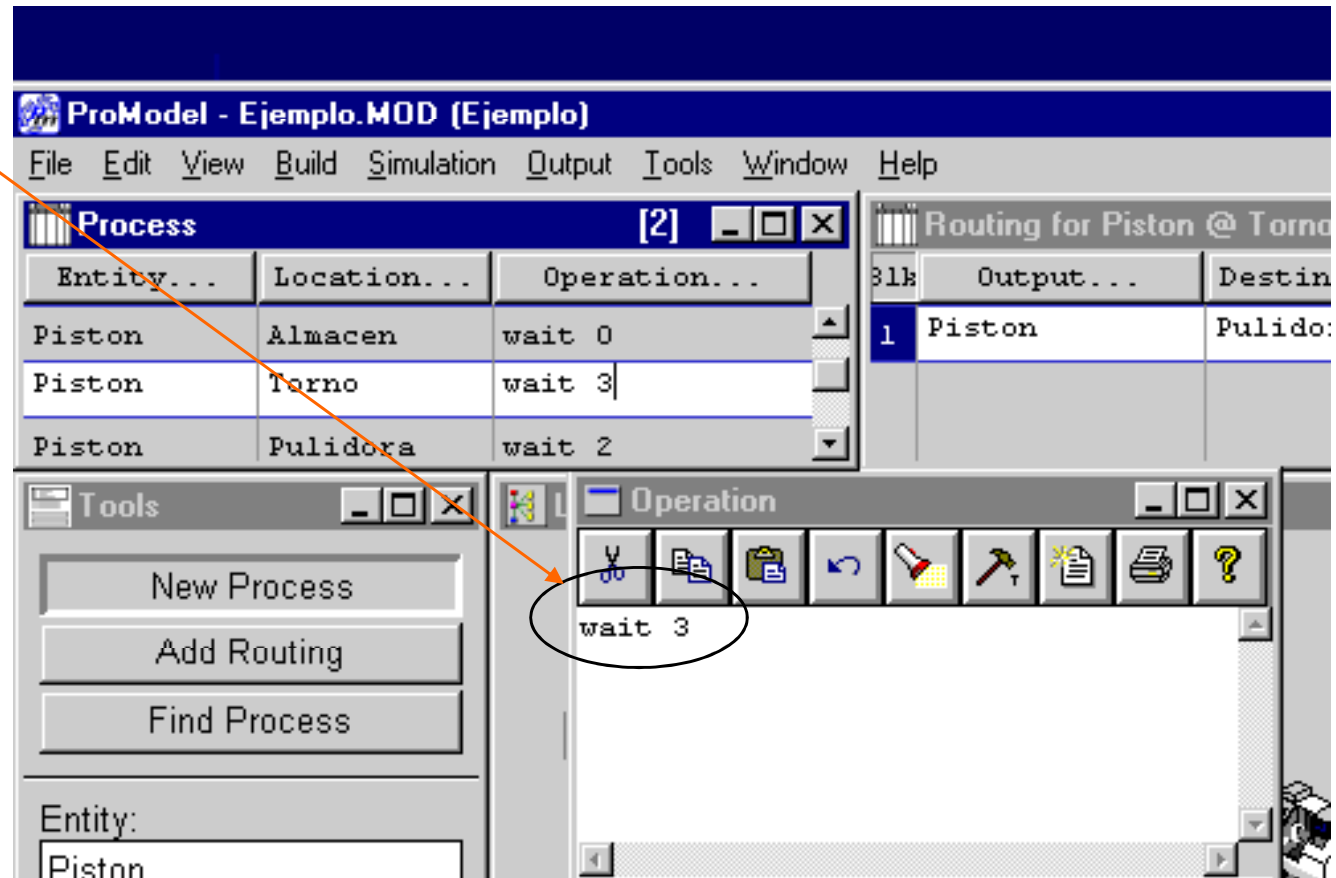 ProModel - Ejemplo.MOD (Ejemplo)
File Edit View Build Simulation Output Tools Window Help
Process [2]
Entity... Location... Operation...
Piston Almacen wait 0
Piston Torno wait 3
Piston Pulidora wait 2
Routing for Piston @ Torno
Blk Output... Destin
1 Piston Pulido
Tools
New Process
Add Routing
Find Process
Entity:
Piston
L
Operation
wait 3